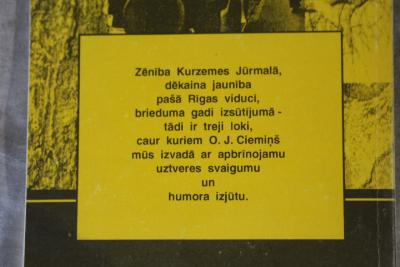 Zēnība Kurzemes Jūrmalā,
dēkaina jaunība
pašā Rīgas viducī,
brieduma gadi izsūtījumā -
tādi ir treji loki,
caur kuriem O. J. Ciemiņš
mūs izvadā ar apbrīnojamu
uztveres svaigumu
un
humora izjūtu.